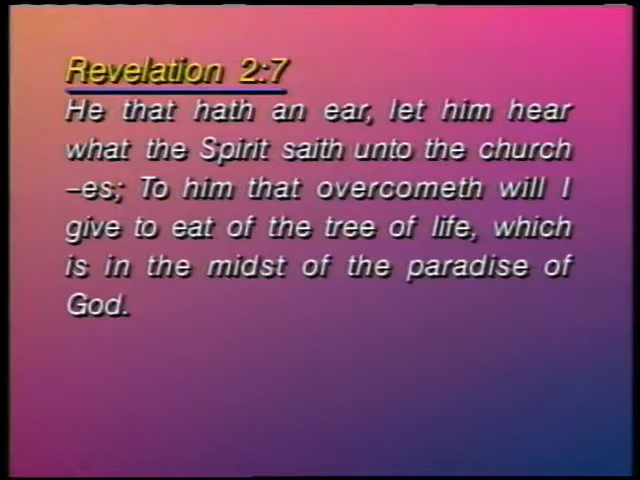 Revelation 2:7
He that hath an ear, let him hear
what the Spirit saith unto the church
-es; To him that overcometh will I
give to eat of the tree of life, which
is in the midst of the paradise of
God.